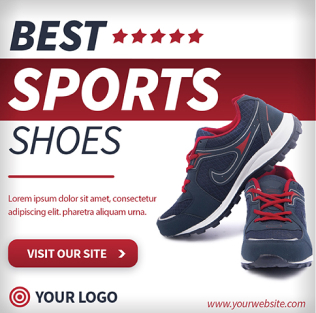 BEST
SPORTS
SHOES
Lorem ipsum dolor sit amet, consectetur
adipiscing elit. pharetra aliquam urna.
VISIT OUR SITE
YOUR LOGO
www.yourwebsite.com